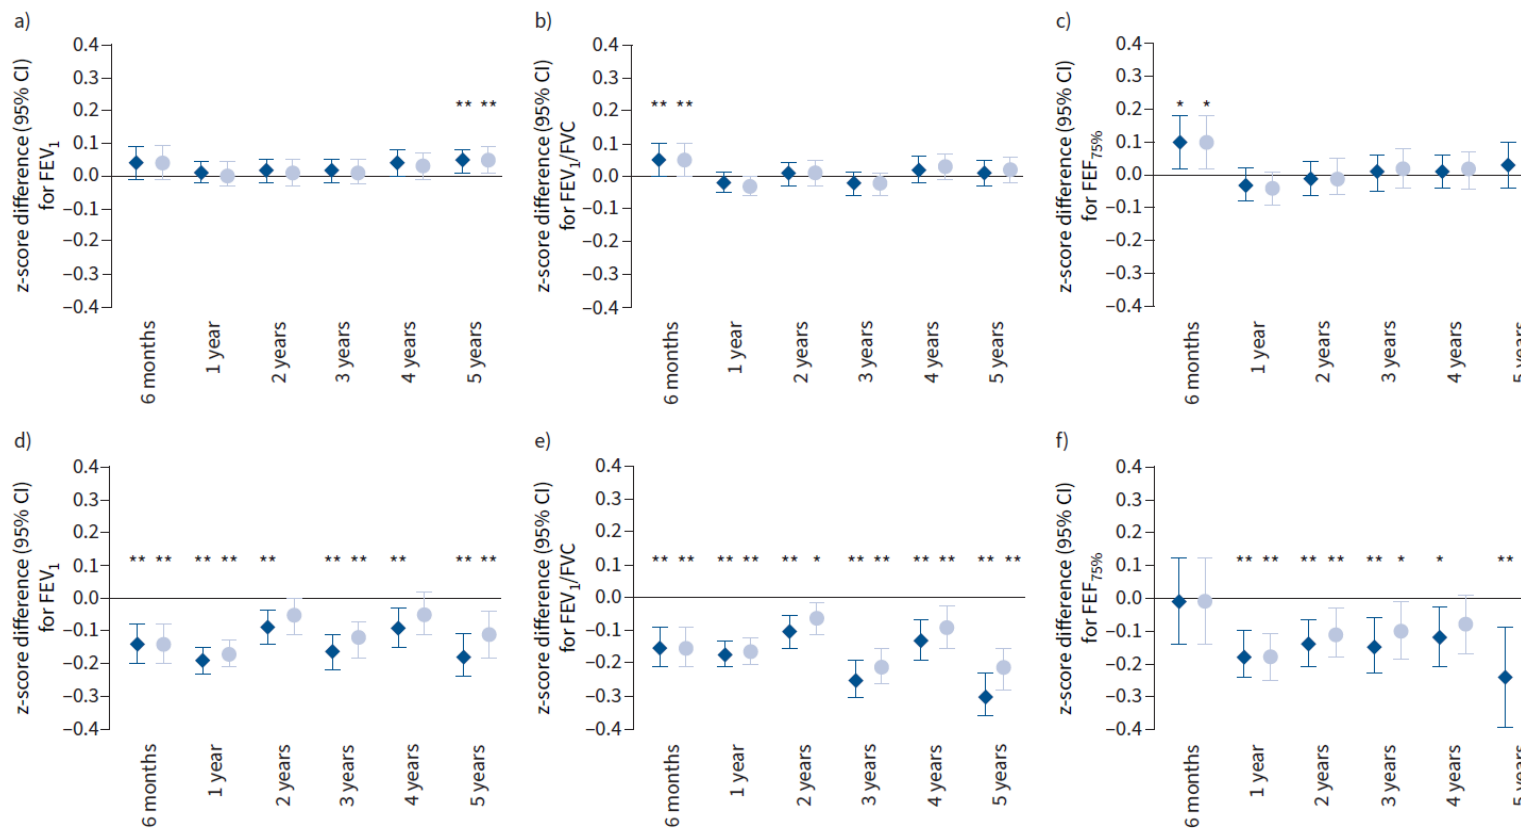 a)
z-score difference (95% CI)
for FEV1
0.4
0.3
0.2
0.1
0.0
−0.1
−0.2
−0.3
−0.4
** **
6 months
1 year
2 years
3 years
4 years
5 years
b)
z-score difference (95% CI)
for FEV1/FVC
0.4
0.3
0.2
0.1
0.0
−0.1
−0.2
−0.3
−0.4
** **
6 months
1 year
2 years
3 years
4 years
5 years
c)
z-score difference (95% CI)
for FEF75%
0.4
0.3
0.2
0.1
0.0
−0.1
−0.2
−0.3
−0.4
* *
6 months
1 year
2 years
3 years
4 years
5 years
d)
z-score difference (95% CI)
for FEV1
0.4
0.3
0.2
0.1
0.0
−0.1
−0.2
−0.3
−0.4
** ** ** ** ** ** ** ** ** **
6 months
1 year
2 years
3 years
4 years
5 years
e)
z-score difference (95% CI)
for FEV1/FVC
0.4
0.3
0.2
0.1
0.0
−0.1
−0.2
−0.3
−0.4
** ** ** ** ** * ** ** ** ** ** **
6 months
1 year
2 years
3 years
4 years
5 years
f)
z-score difference (95% CI)
for FEF75%
0.4
0.3
0.2
0.1
0.0
−0.1
−0.2
−0.3
−0.4
** ** ** ** ** * * **
6 months
1 year
2 years
3 years
4 years
5 years